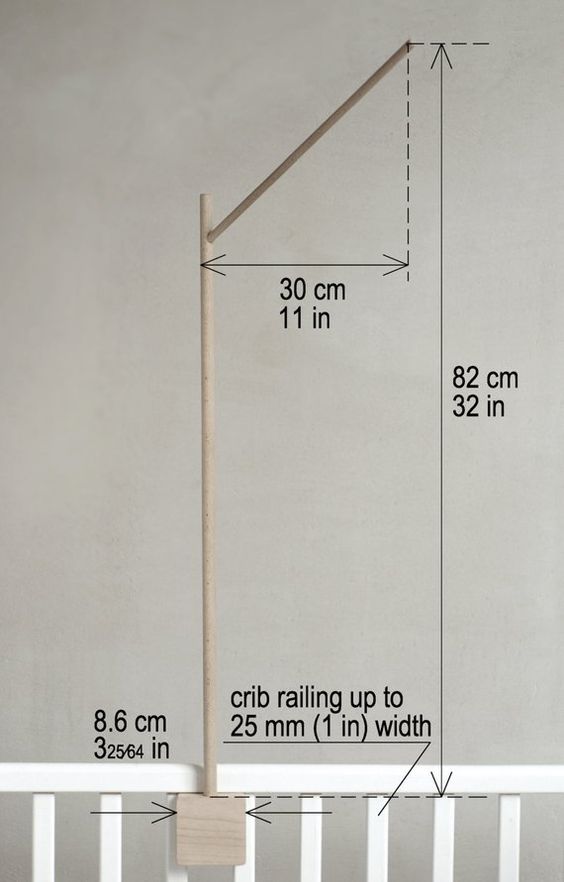 30 cm
11 in
82 cm
32 in
crib railing up to
25 mm (1 in) width
8.6 cm
3 25/64 in